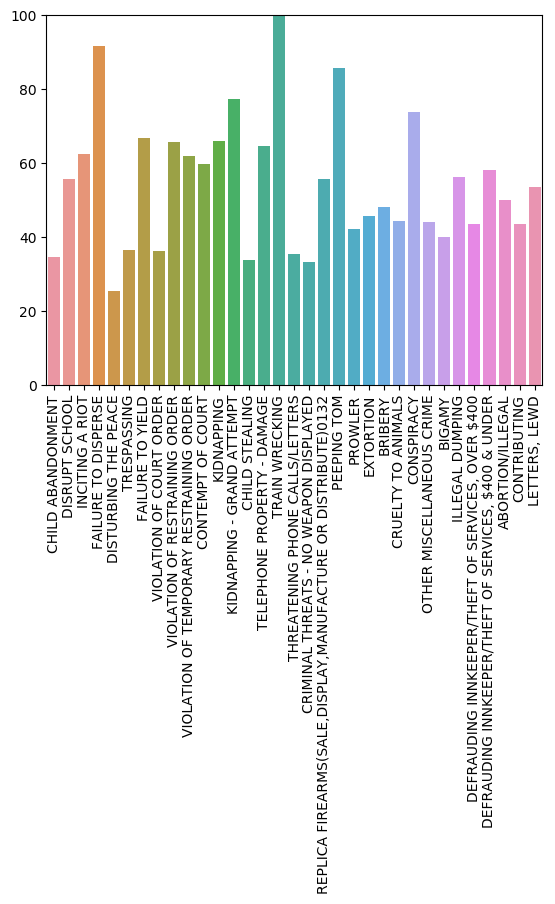 100
80
60
40
20
0
CHILD ABANDONMENT
DISRUPT SCHOOL
INCITING A RIOT
FAILURE TO DISPERSE
DISTURBING THE PEACE
TRESPASSING
FAILURE TO YIELD
VIOLATION OF COURT ORDER
VIOLATION OF RESTRAINING ORDER
VIOLATION OF TEMPORARY RESTRAINING ORDER
CONTEMPT OF COURT
KIDNAPPING
KIDNAPPING - GRAND ATTEMPT
CHILD STEALING
TELEPHONE PROPERTY - DAMAGE
TRAIN WRECKING
THREATENING PHONE CALLS/LETTERS
CRIMINAL THREATS - NO WEAPON DISPLAYED
REPLICA FIREARMS(SALE,DISPLAY,MANUFACTURE OR DISTRIBUTE)0132
PEEPING TOM
PROWLER
EXTORTION
BRIBERY
CRUELTY TO ANIMALS
CONSPIRACY
OTHER MISCELLANEOUS CRIME
BIGAMY
ILLEGAL DUMPING
DEFRAUDING INNKEEPER/THEFT OF SERVICES, OVER $400
DEFRAUDING INNKEEPER/THEFT OF SERVICES, $400 & UNDER
ABORTION/ILLEGAL
CONTRIBUTING
LETTERS, LEWD